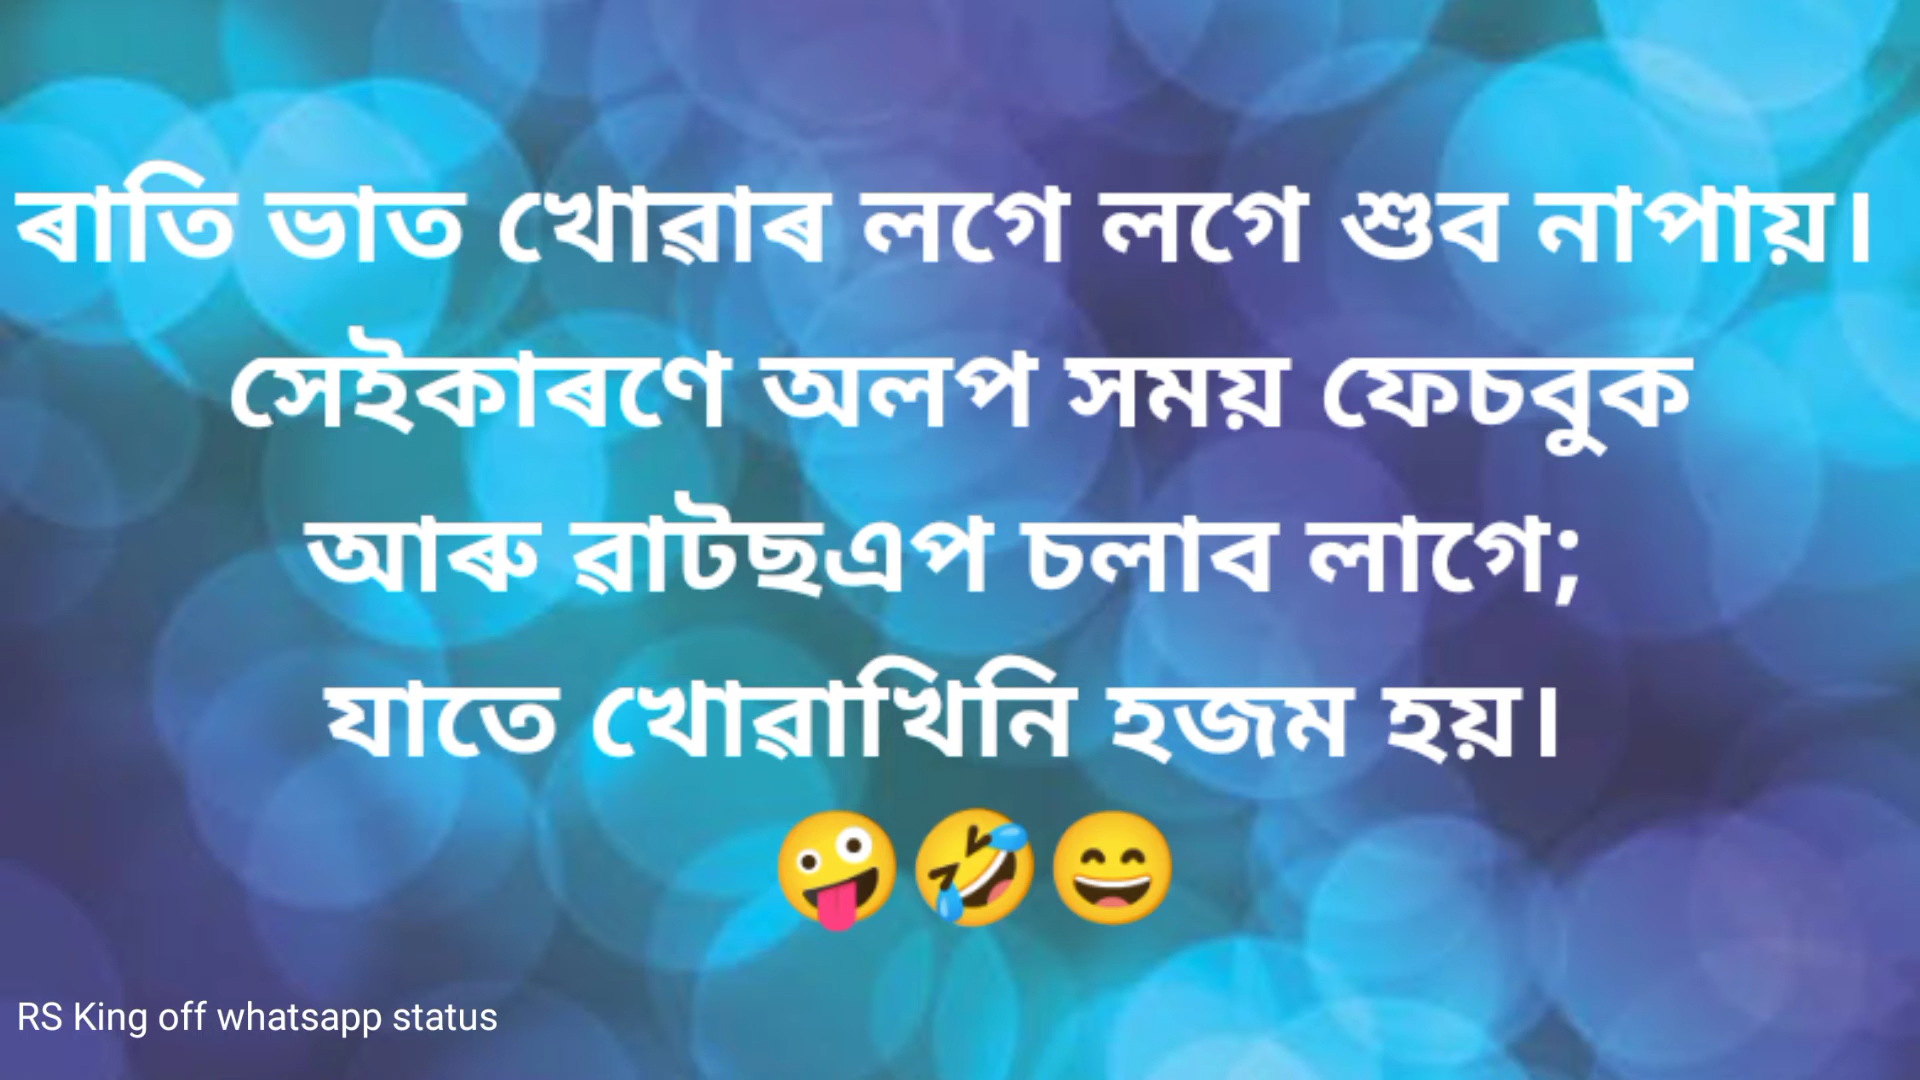 ৰাতি ভাত খোৱাৰ লগে লগে শুব নাপায়।
সেইকাৰণে অলপ সময় ফেচবুক
আৰু ৱাটছএপ চলাব লাগে;
যাতে খোৱাখিনি হজম হয়।
🤪🤣😄
RS King off whatsapp status